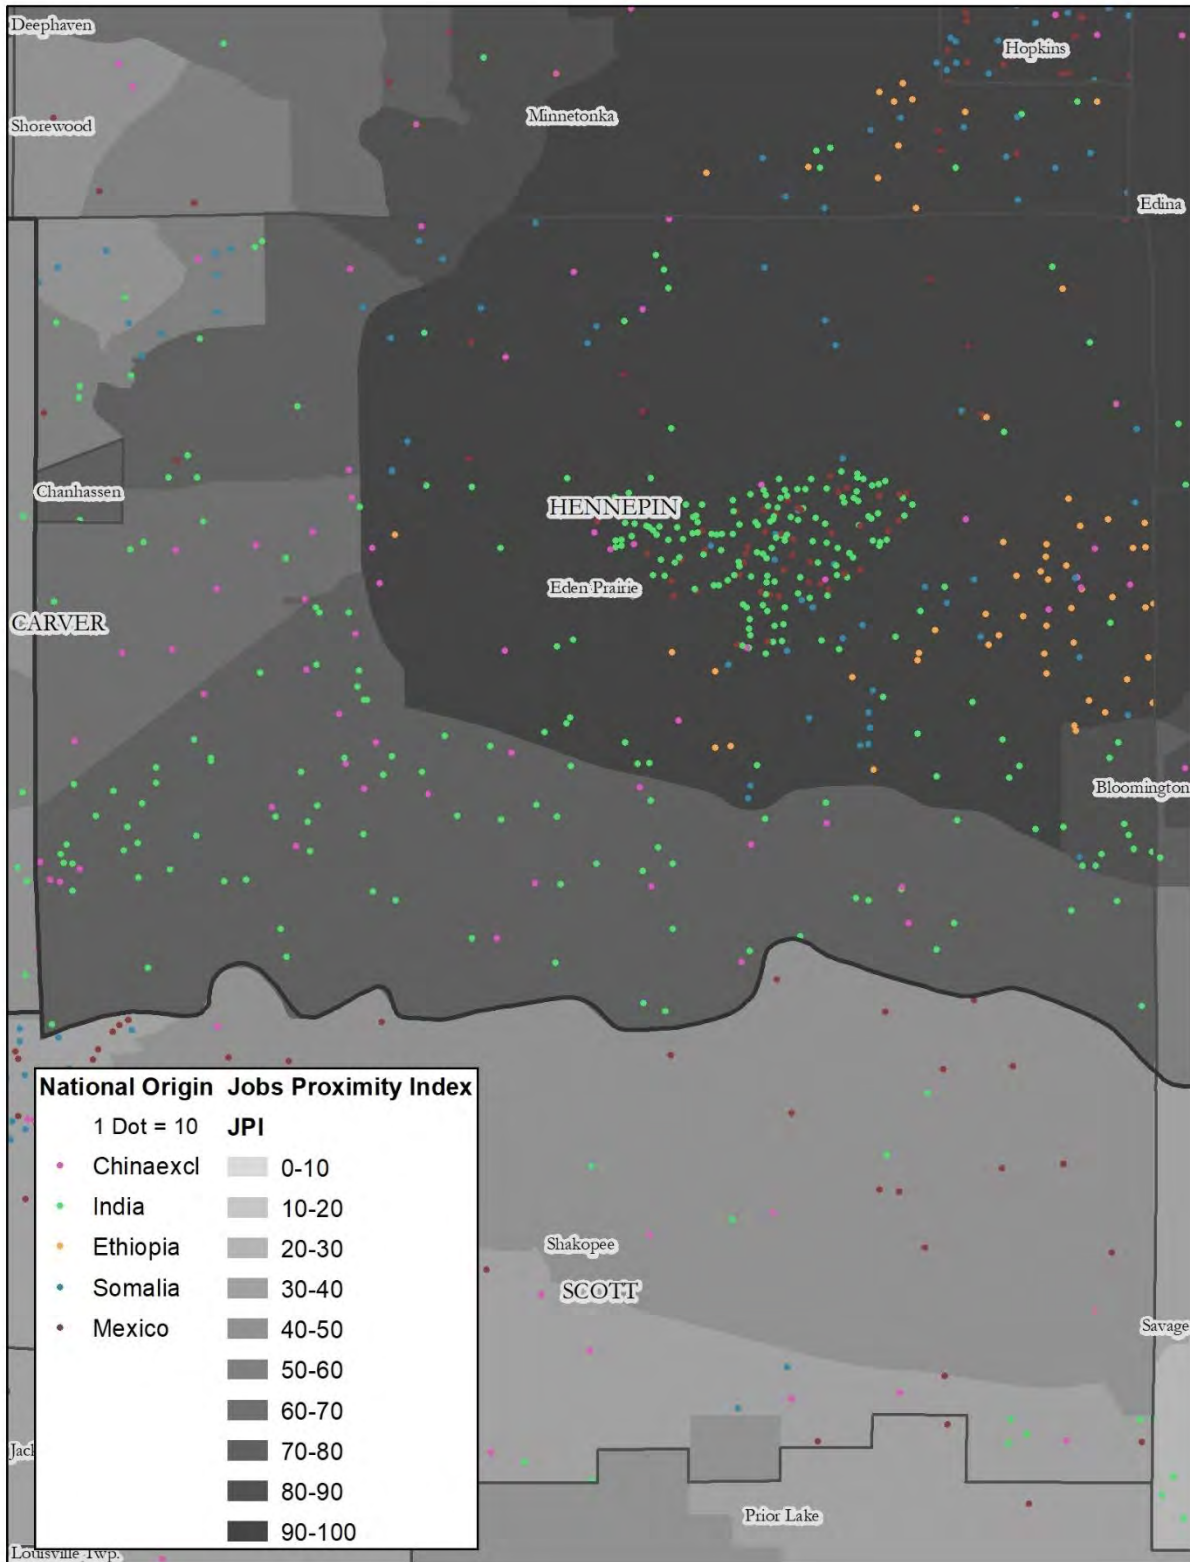 Deephaven
Hopkins
Minnetonka
Shorewood
Edina
Chanhassen
HENNEPIN
Eden Prairie
CARVER
Bloomington
National Origin Jobs Proximity Index
1 Dot = 10 JPI
Chinaexcl 0-10
India 10-20
Ethiopia 20-30
Somalia 30-40
Mexico 40-50
50-60
60-70
70-80
80-90
90-100
Shakopee
SCOTT
Savage
Jac
Prior Lake
Louisville Twp.